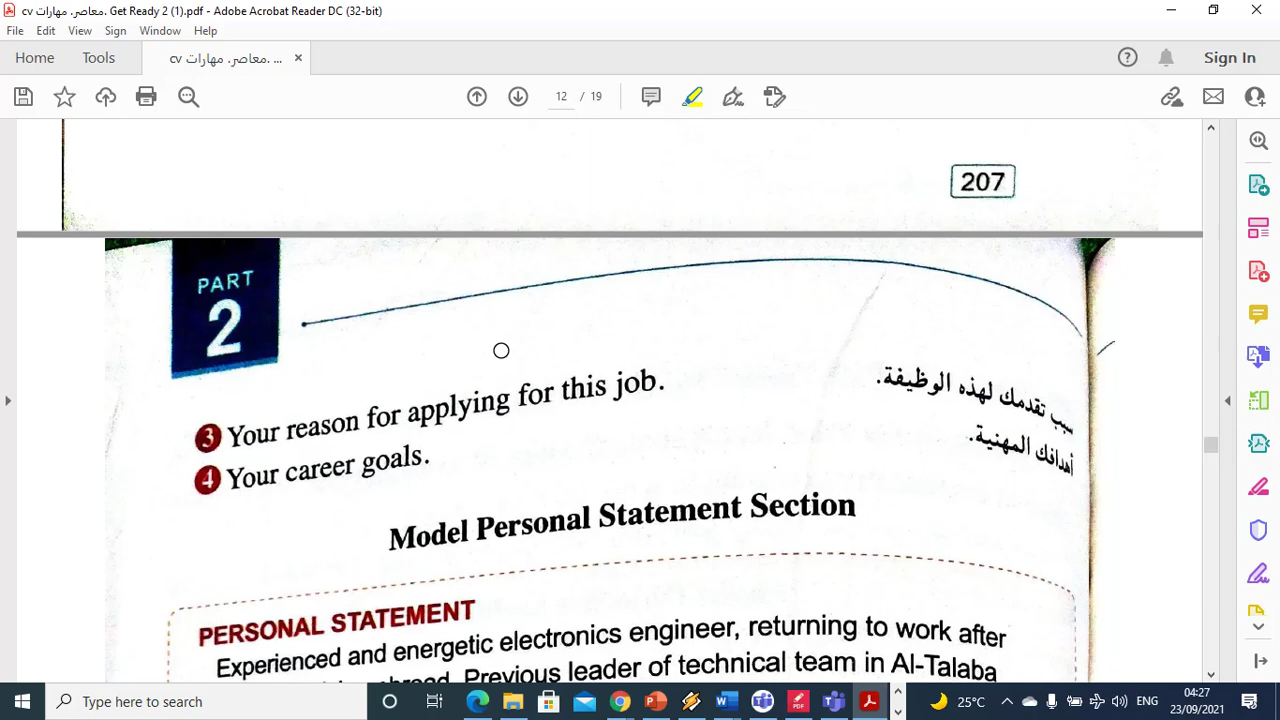 معاصر. مهارات cv. Get Ready 2 (1).pdf - Adobe Acrobat Reader DC (32-bit)
File Edit View Sign Window Help
Home Tools معاصر. مهارات cv. ... × Sign In
12 / 19
207
PART
2
3 Your reason for applying for this job. سبب تقدمك لهذه الوظيفة.
4 Your career goals. أهدافك المهنية.
Model Personal Statement Section
PERSONAL STATEMENT
Experienced and energetic electronics engineer, returning to work after
Previous leader of technical team in Al-Talaba
Type here to search 25°C ENG 04:27
23/09/2021